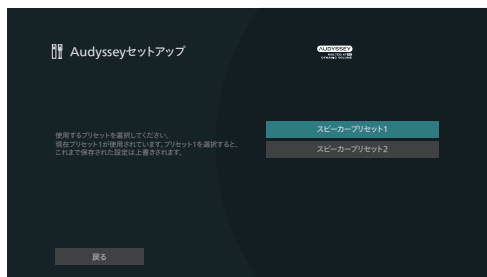 Audysseyセットアップ
AUDYSSEY
MULTEQ XT32
DYNAMIC VOLUME
使用するプリセットを選択してください。
現在プリセット1が使用されています。プリセット1を選択すると、
これまで保存された設定は上書きされます。
スピーカープリセット1
スピーカープリセット2
戻る